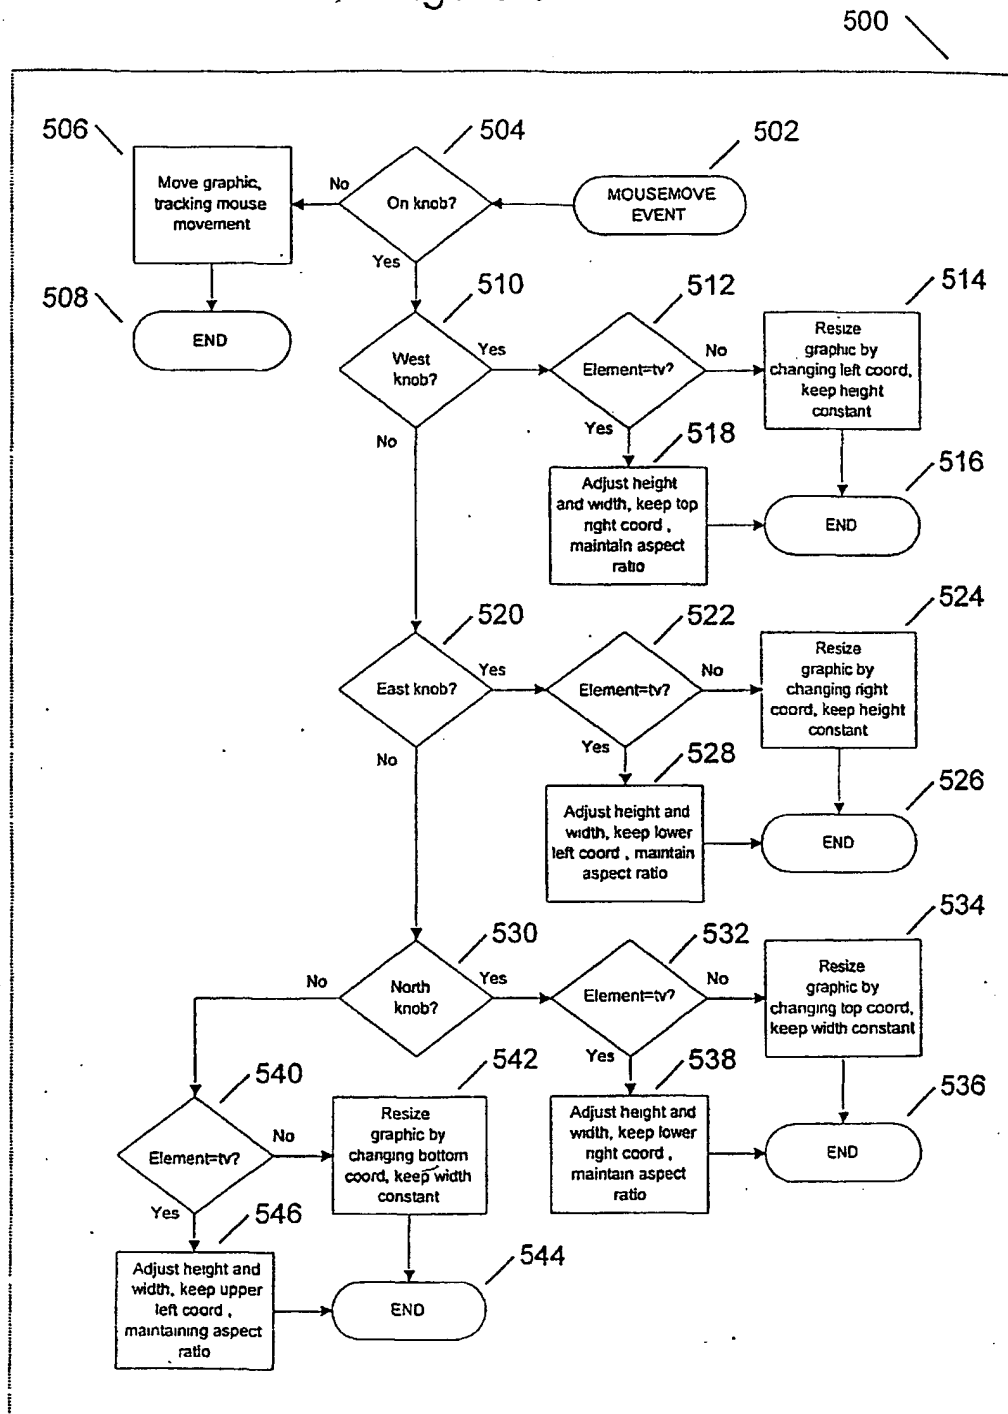 500
506
504
502
Move graphic,
tracking mouse
movement
No
On knob?
MOUSEMOVE
EVENT
Yes
508
END
510
512
514
West
knob?
Yes
Element=tv?
No
Resize
graphic by
changing left coord,
keep height
constant
No
Yes
518
516
Adjust height
and width, keep top
right coord ,
maintain aspect
ratio
END
520
522
524
East knob?
Yes
Element=tv?
No
Resize
graphic by
changing right
coord, keep height
constant
No
Yes
528
526
Adjust height and
width, keep lower
left coord , maintain
aspect ratio
END
530
532
534
No
North
knob?
Yes
Element=tv?
No
Resize
graphic by
changing top coord,
keep width constant
Yes
540
542
538
536
Element=tv?
No
Resize
graphic by
changing bottom
coord, keep width
constant
Adjust height and
width, keep lower
right coord ,
maintain aspect
ratio
END
Yes
546
544
Adjust height and
width, keep upper
left coord ,
maintaining aspect
ratio
END